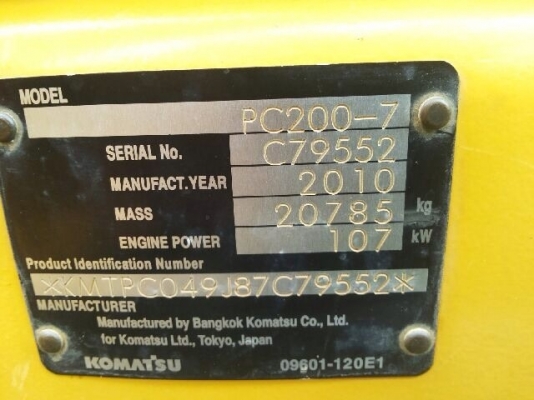 MODEL
PC200-7
SERIAL No. C79552
MANUFACT.YEAR 2010
MASS 20785 kg
ENGINE POWER 107 kW
Product Identification Number
*KMTPC049J87C79552*
MANUFACTURER
Manufactured by Bangkok Komatsu Co., Ltd.
for Komatsu Ltd., Tokyo, Japan
KOMATSU 09601-120E1